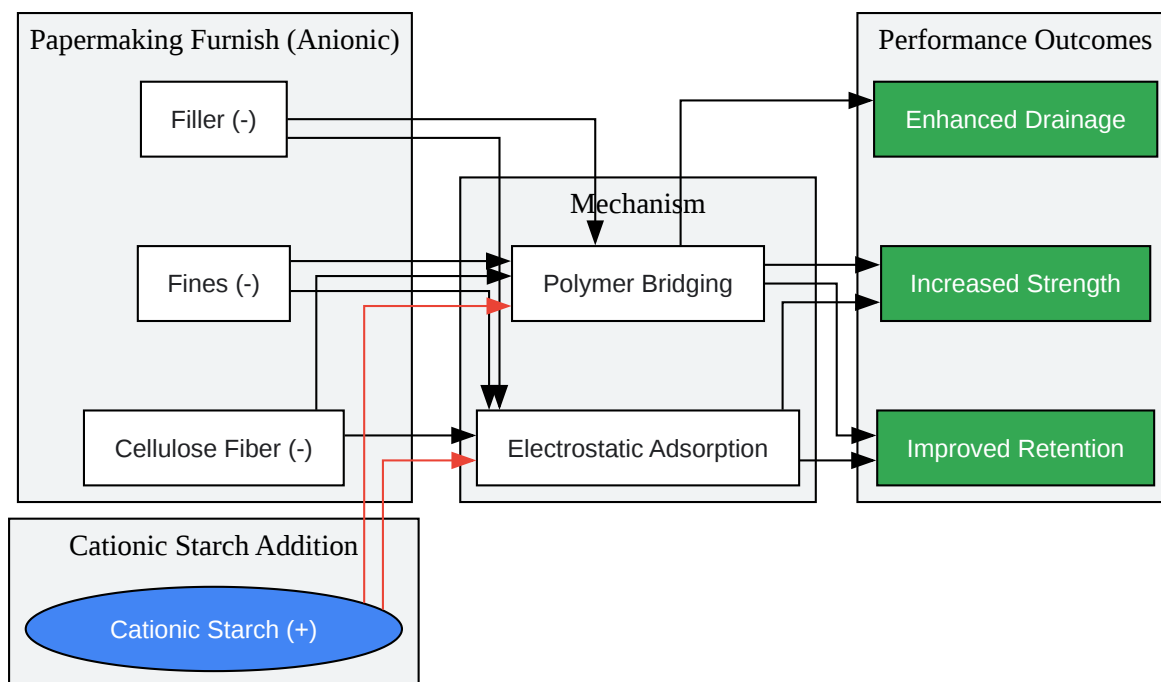 Papermaking Furnish (Anionic)
Filler (-)
Fines (-)
Cellulose Fiber (-)
Cationic Starch Addition
Cationic Starch (+)
Mechanism
Polymer Bridging
Electrostatic Adsorption
Performance Outcomes
Enhanced Drainage
Increased Strength
Improved Retention